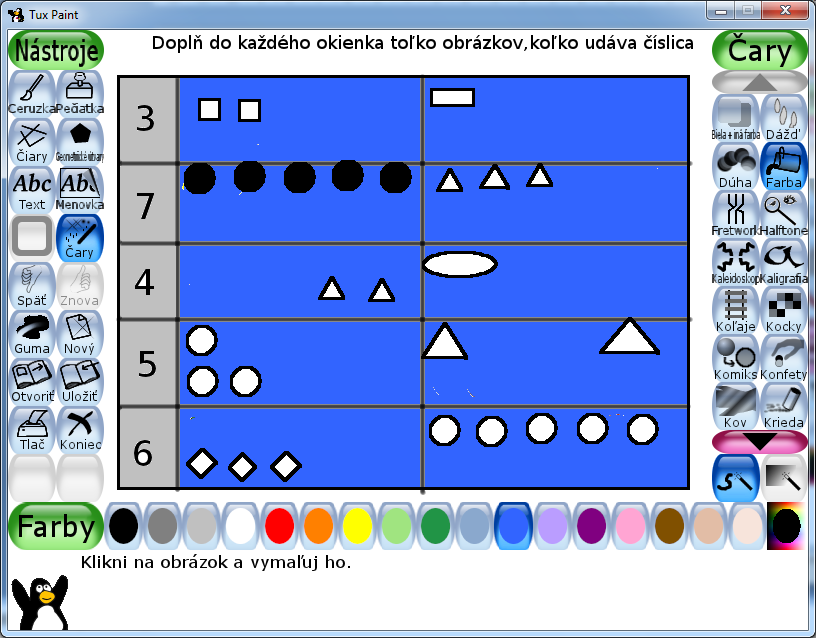 Tux Paint
Nástroje
Doplň do každého okienka toľko obrázkov,koľko udáva číslica
Čary
Ceruzka Pečiatka
Čiary
Abc Text
Abc Menovka
Čary
Späť Znova
Guma Nový
Otvoriť Uložiť
Tlač Koniec
3
7
4
5
6
Dážď
Dúha Farba
Fretwork Halftone
Kaleidoskop Kaligrafia
Koľaje Kocky
Komiks Konfety
Kov Krieda
Farby
Klikni na obrázok a vymaľuj ho.